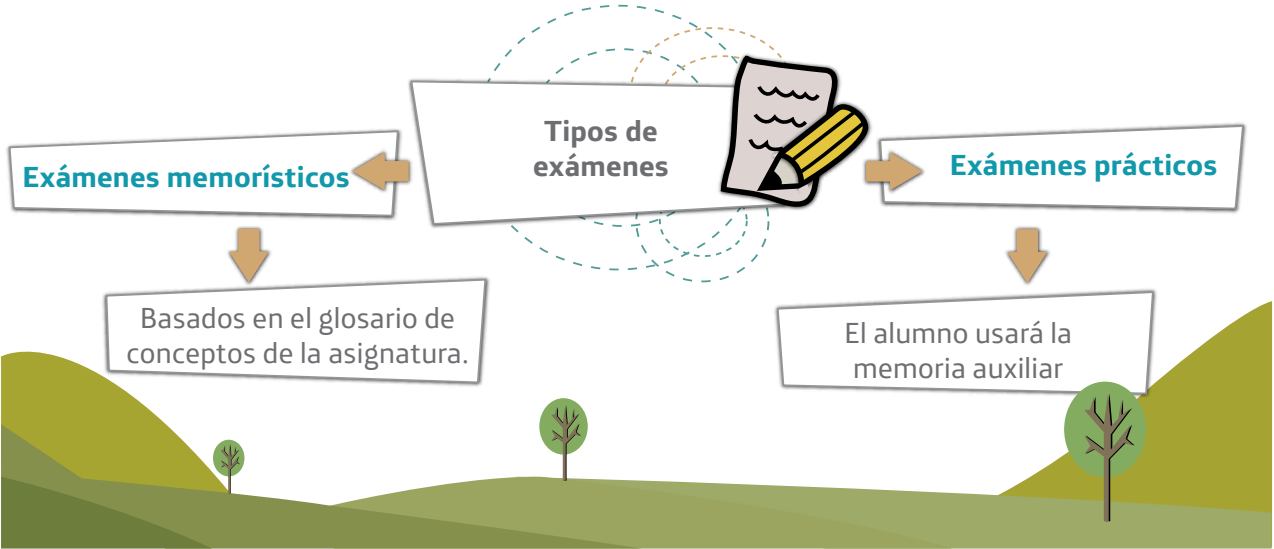 Tipos de
exámenes
Exámenes memorísticos
Exámenes prácticos
Basados en el glosario de
conceptos de la asignatura.
El alumno usará la
memoria auxiliar